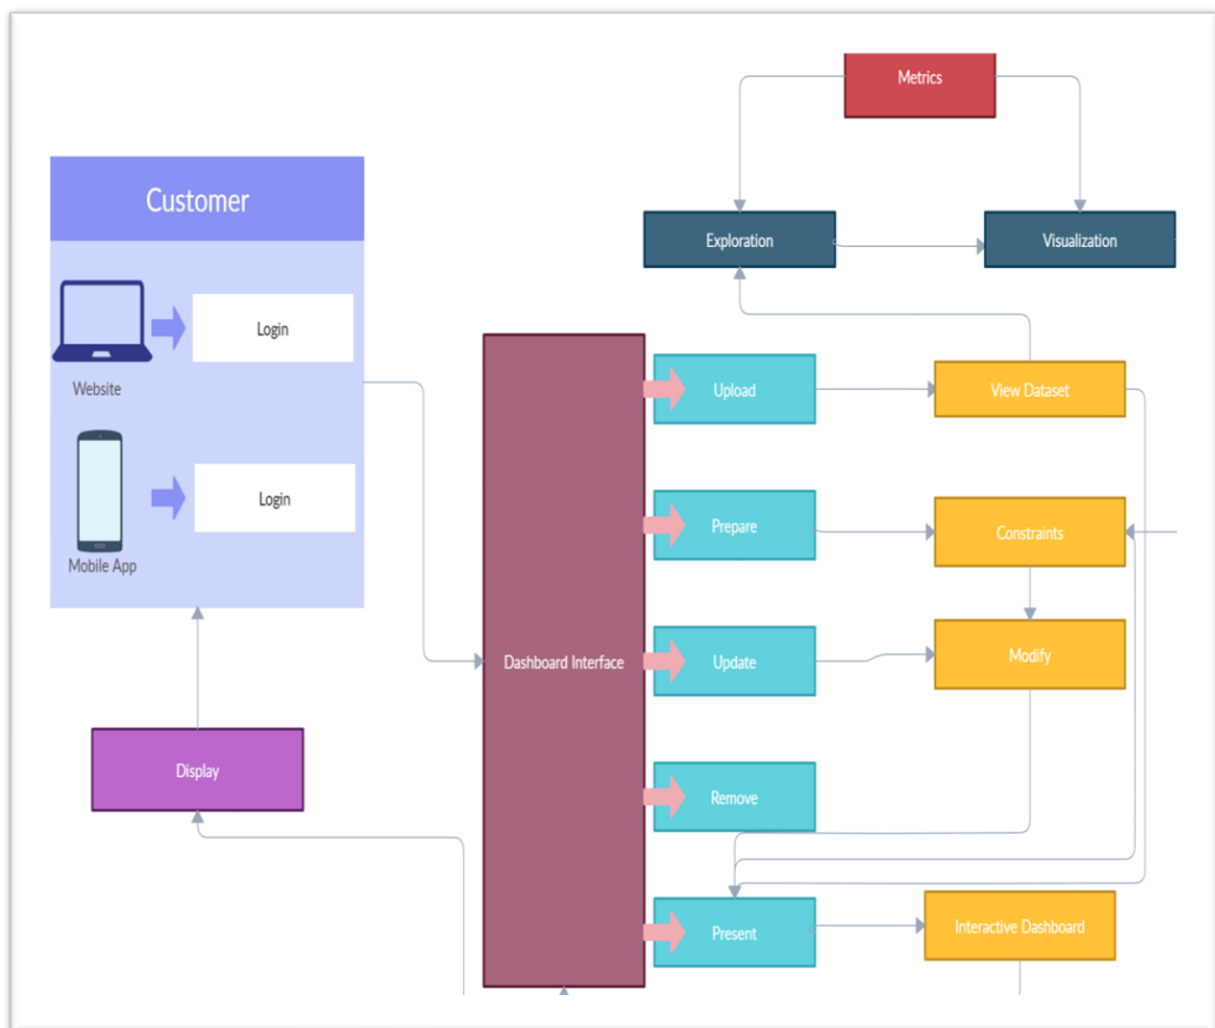 Metrics
Customer
Exploration
Visualization
Login
Website
Upload
View Dataset
Login
Prepare
Constraints
Mobile App
Dashboard Interface
Update
Modify
Display
Remove
Present
Interactive Dashboard